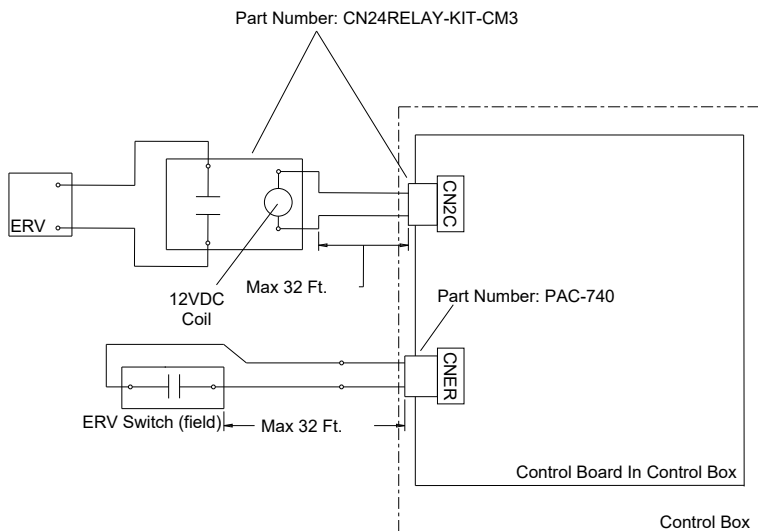 Part Number: CN24RELAY-KIT-CM3
CN2C
ERV
12VDC
Coil
Max 32 Ft.
Part Number: PAC-740
CNER
ERV Switch (field)
Max 32 Ft.
Control Board In Control Box
Control Box